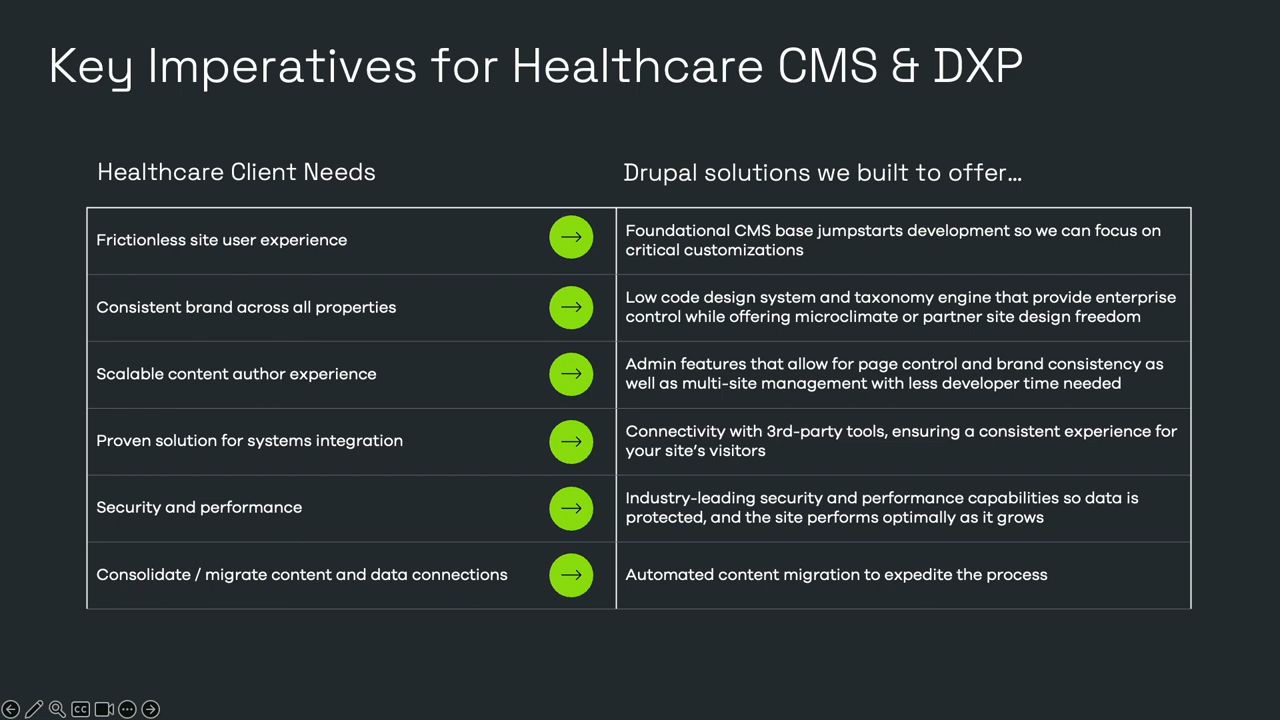 Key Imperatives for Healthcare CMS & DXP
Healthcare Client Needs
Drupal solutions we built to offer...
Frictionless site user experience
Foundational CMS base jumpstarts development so we can focus on
critical customizations
Consistent brand across all properties
Low code design system and taxonomy engine that provide enterprise
control while offering microclimate or partner site design freedom
Scalable content author experience
Admin features that allow for page control and brand consistency as
well as multi-site management with less developer time needed
Proven solution for systems integration
Connectivity with 3rd-party tools, ensuring a consistent experience for
your site’s visitors
Security and performance
Industry-leading security and performance capabilities so data is
protected, and the site performs optimally as it grows
Consolidate / migrate content and data connections
Automated content migration to expedite the process
CC